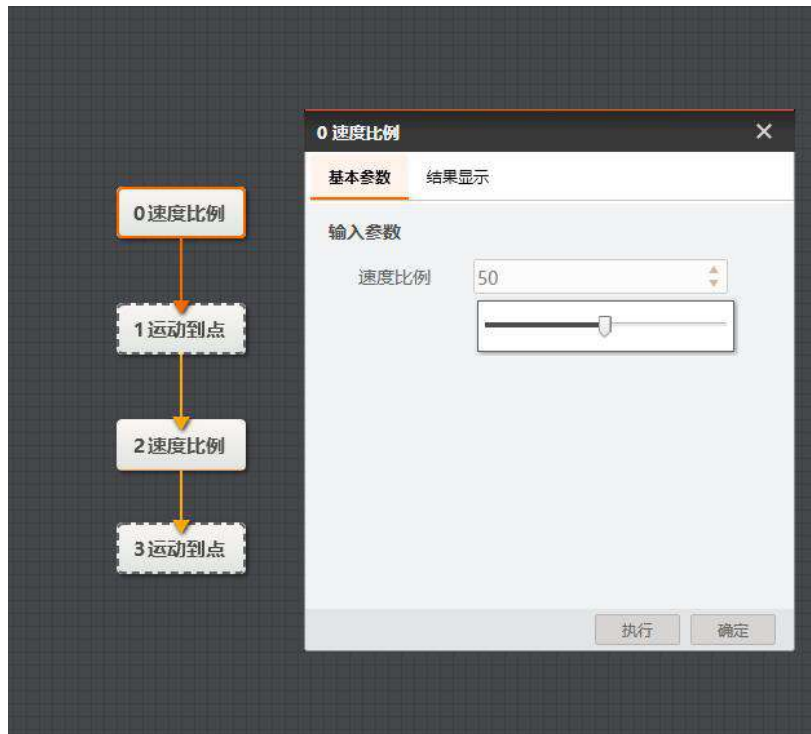 0 速度比例
基本参数 结果显示
0速度比例
输入参数
速度比例 50
1运动到点
2速度比例
3运动到点
执行 确定